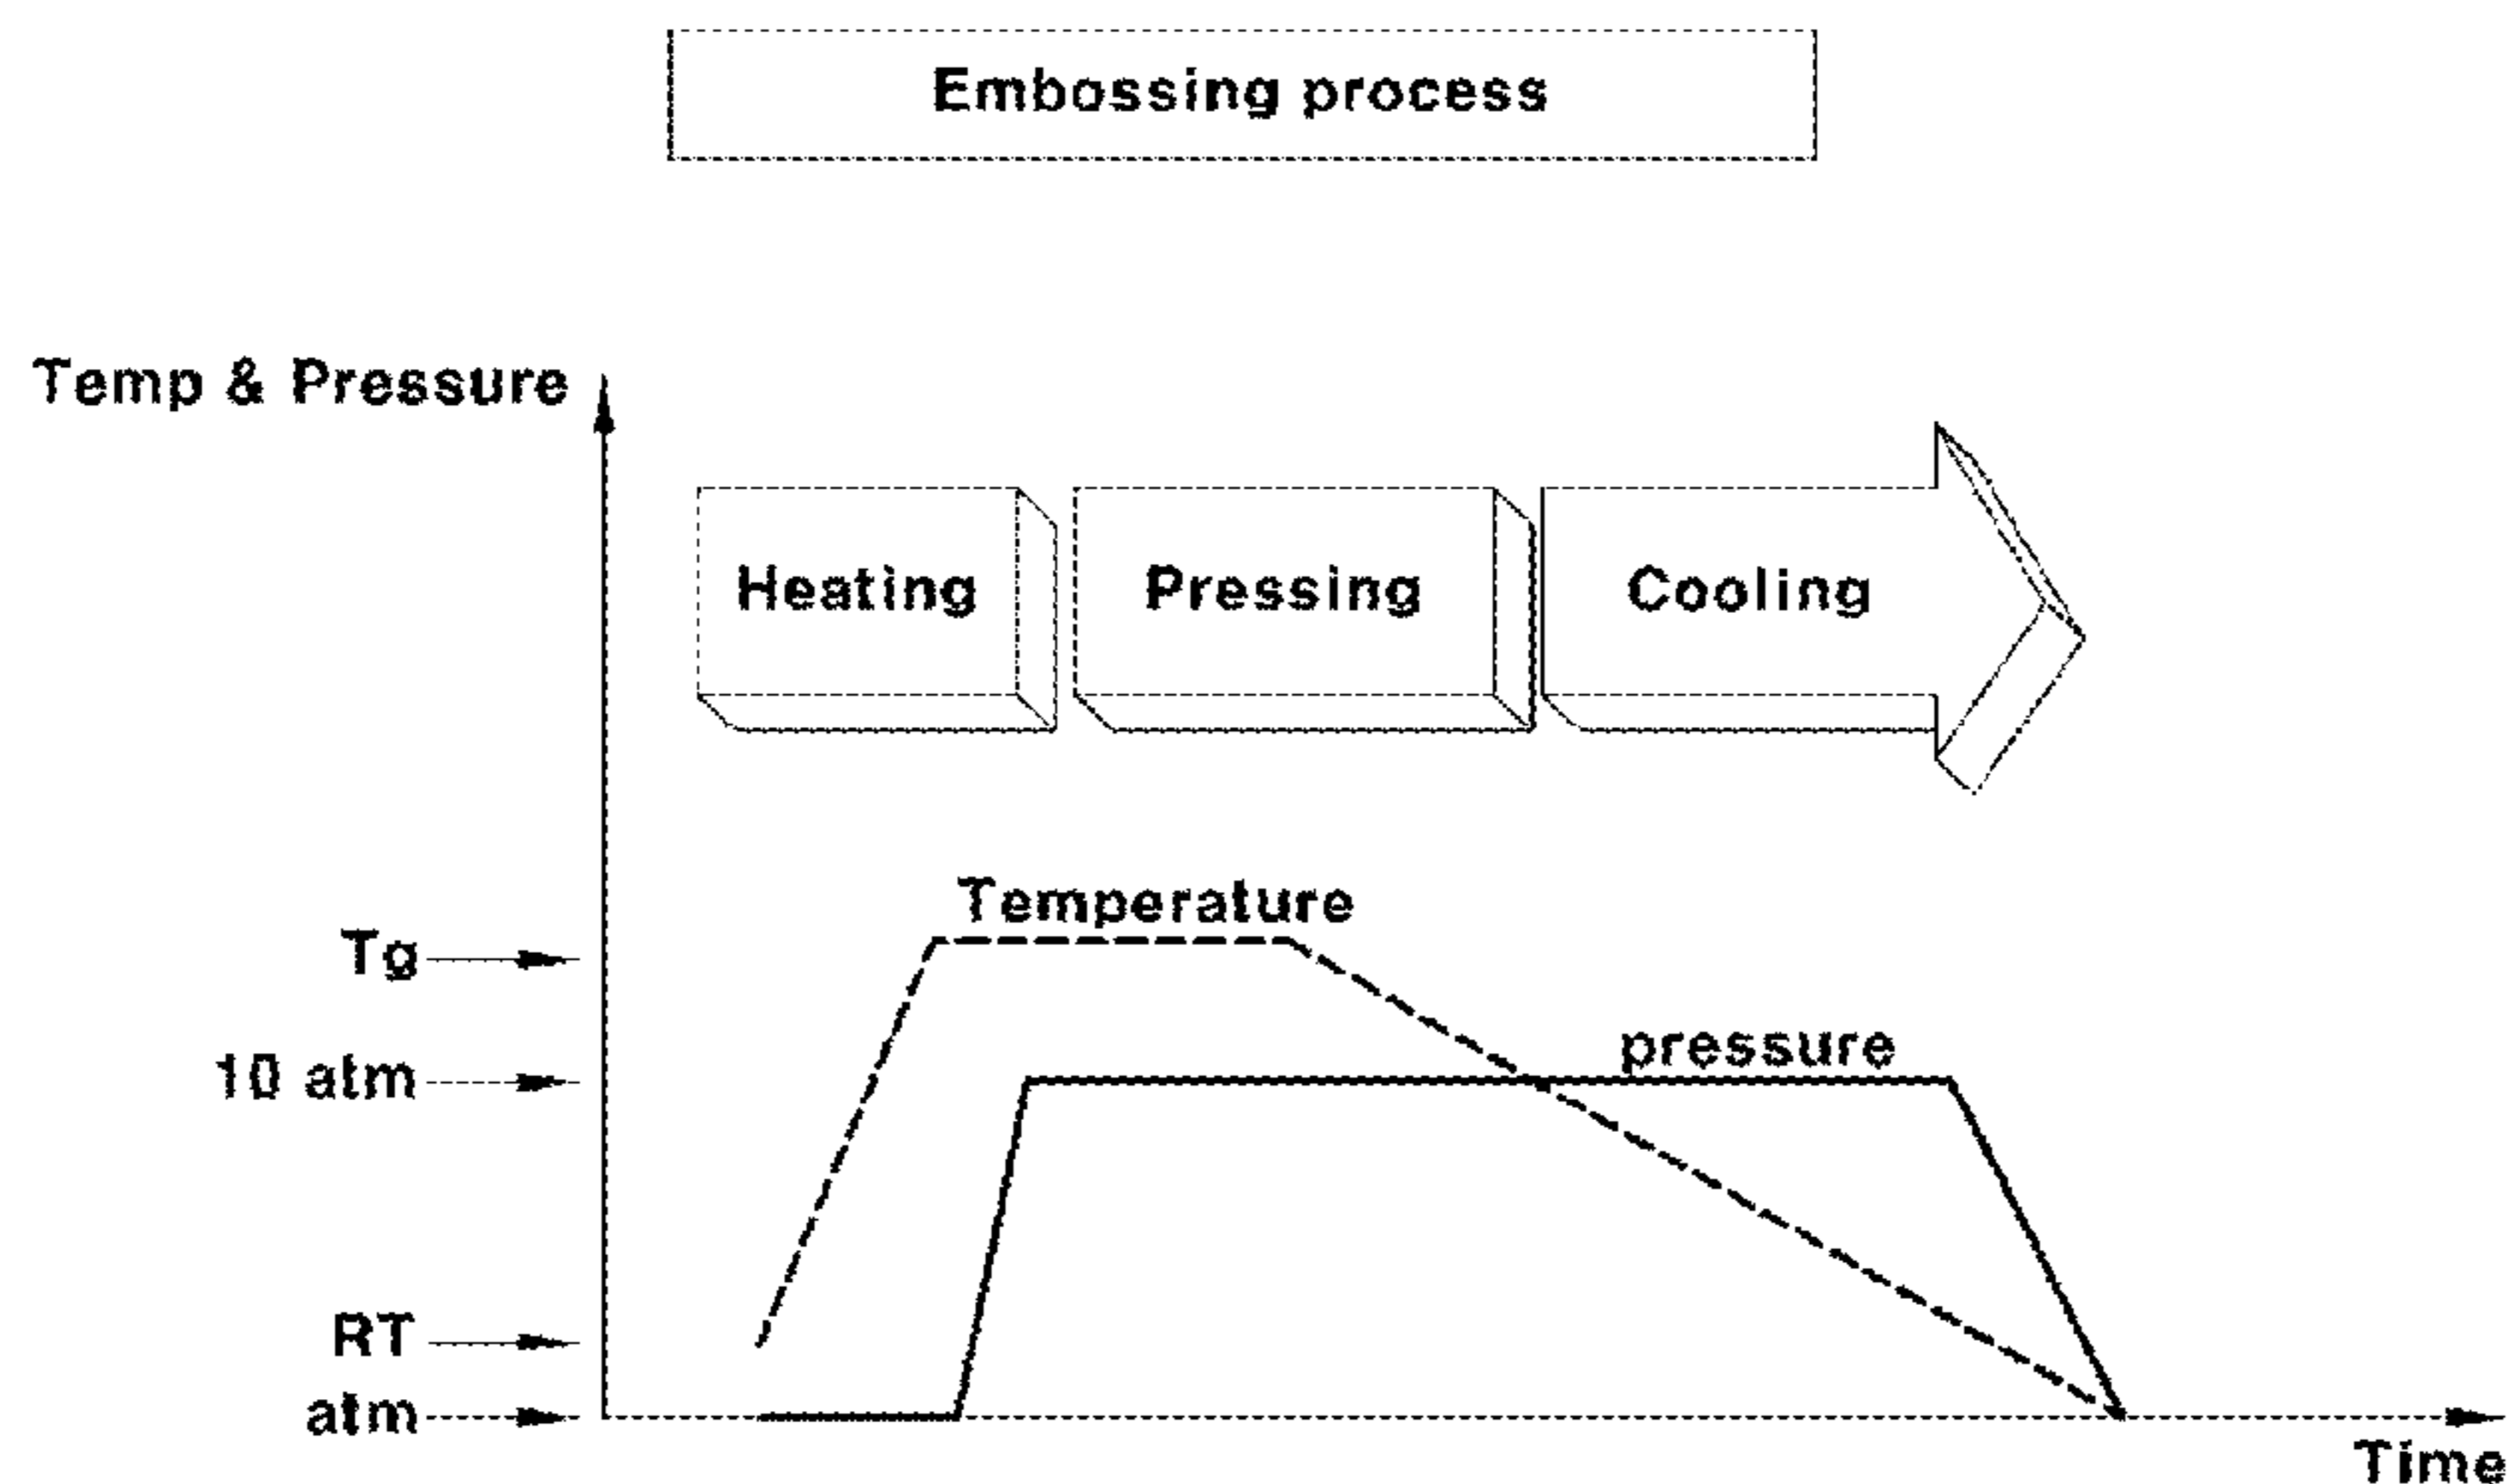 Embossing process
Temp & Pressure
Heating
Pressing
Cooling
Temperature
Tg
pressure
10 atm
RT
atm
Time